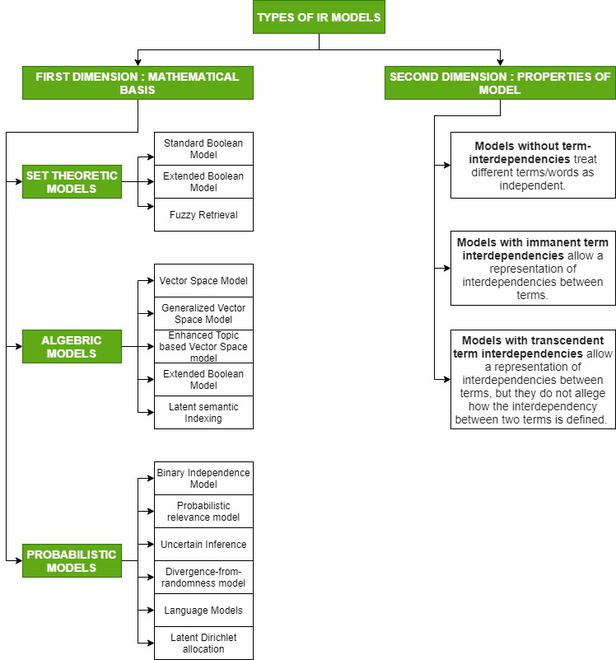 TYPES OF IR MODELS
FIRST DIMENSION : MATHEMATICAL
BASIS
SECOND DIMENSION : PROPERTIES OF
MODEL
SET THEORETIC
MODELS
Standard Boolean
Model
Extended Boolean
Model
Fuzzy Retrieval
ALGEBRIC
MODELS
Vector Space Model
Generalized Vector
Space Model
Enhanced Topic
based Vector Space
model
Extended Boolean
Model
Latent semantic
Indexing
PROBABILISTIC
MODELS
Binary Independence
Model
Probabilistic
relevance model
Uncertain Inference
Divergence-from-
randomness model
Language Models
Latent Dirichlet
allocation
Models without term-
interdependencies treat
different terms/words as
independent.
Models with immanent term
interdependencies allow a
representation of
interdependencies between
terms.
Models with transcendent
term interdependencies allow
a representation of
interdependencies between
terms, but they do not allege
how the interdependency
between two terms is defined.